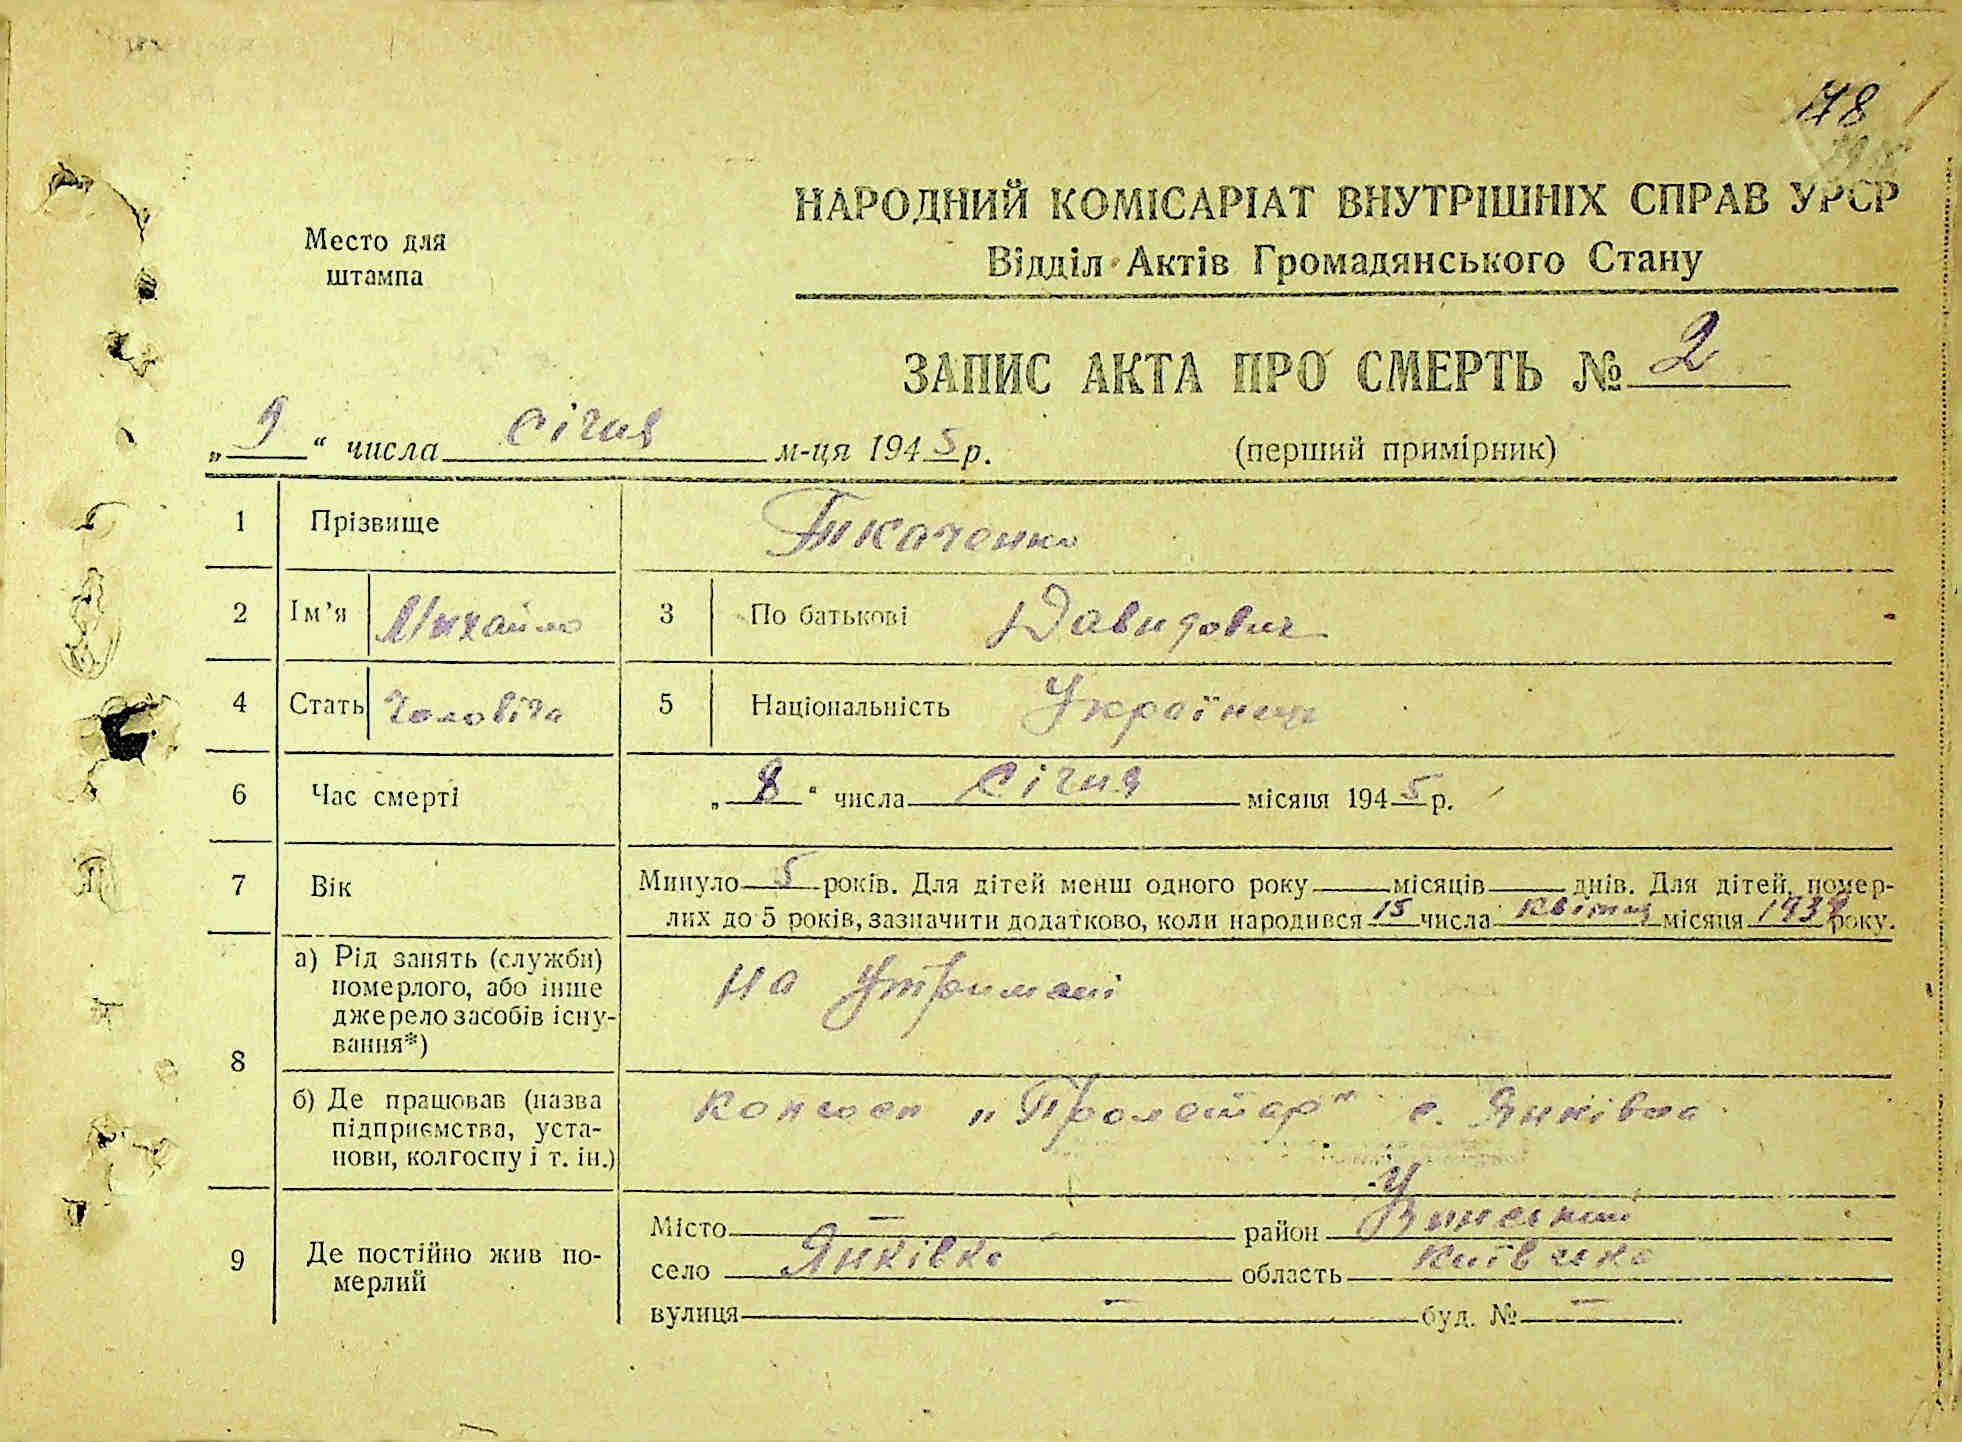 78
НАРОДНИЙ КОМІСАРІАТ ВНУТРІШНІХ СПРАВ УРСР
Место для штампа
Відділ Актів Громадянського Стану
ЗАПИС АКТА ПРО СМЕРТЬ № 2
„ 9 “ числа січня м-ця 1945 р. (перший примірник)
1 Прізвище Ткаченко
2 Ім’я Михайло 3 По батькові Давидович
4 Стать Чоловіча 5 Національність Українець
6 Час смерті „ 8 “ числа січня місяця 1945 р.
7 Вік Минуло 5 років. Для дітей менш одного року місяців днів. Для дітей, помер-
лих до 5 років, зазначити додатково, коли народився 15 числа квітня місяця 1939 року.
8 а) Рід занять (служби) померлого, або інше джерело засобів існу-вання*) на утримані
б) Де працював (назва підприємства, уста-нови, колгоспу і т. ін.) колгосп „Пролетар" с. Янківка
9 Де постійно жив по-мерлий
Місто — район
село Янківка область Київська
вулиця — буд. № —